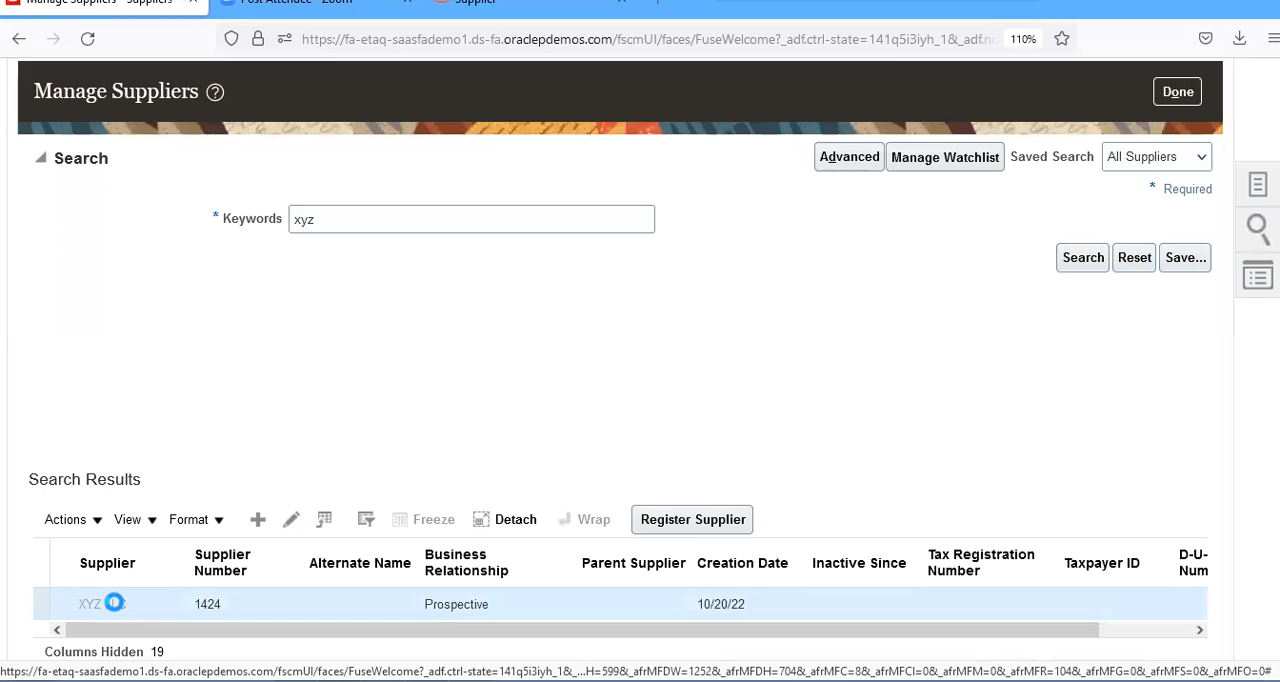 Manage Suppliers - Suppliers
Post Attendee - Zoom
Supplier
https://fa-etaq-saasfademo1.ds-fa.oraclepdemos.com/fscmUI/faces/FuseWelcome?_adf.ctrl-state=141q5i3iyh_1&_adf.no
110%
Manage Suppliers
Done
Search
Advanced
Manage Watchlist
Saved Search
All Suppliers
* Required
* Keywords xyz
Search
Reset
Save...
Search Results
Actions View Format Freeze Detach Wrap Register Supplier
Supplier
Supplier Number
Alternate Name
Business Relationship
Parent Supplier
Creation Date
Inactive Since
Tax Registration Number
Taxpayer ID
D-U- Num
XYZ 1424 Prospective 10/20/22
Columns Hidden 19
https://fa-etaq-saasfademo1.ds-fa.oraclepdemos.com/fscmUI/faces/FuseWelcome?_adf.ctrl-state=141q5i3iyh_1&_...H=599&_afrMFDW=1252&_afrMFDH=704&_afrMFC=8&_afrMFCI=0&_afrMFM=0&_afrMFR=104&_afrMFG=0&_afrMFS=0&_afrMFO=0#